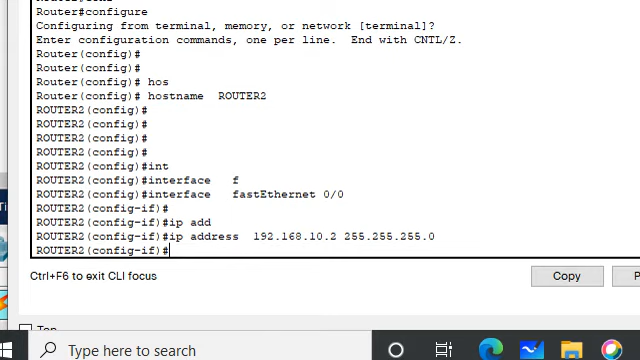 Router#configure
Configuring from terminal, memory, or network [terminal]?
Enter configuration commands, one per line.  End with CNTL/Z.
Router(config)#
Router(config)#
Router(config)# hos
Router(config)# hostname  ROUTER2
ROUTER2(config)#
ROUTER2(config)#
ROUTER2(config)#
ROUTER2(config)#
ROUTER2(config)#int
ROUTER2(config)#interface   f
ROUTER2(config)#interface   fastEthernet 0/0
ROUTER2(config-if)#
ROUTER2(config-if)#ip add
ROUTER2(config-if)#ip address  192.168.10.2 255.255.255.0
ROUTER2(config-if)#
Ctrl+F6 to exit CLI focus
Copy
P
Top
Type here to search